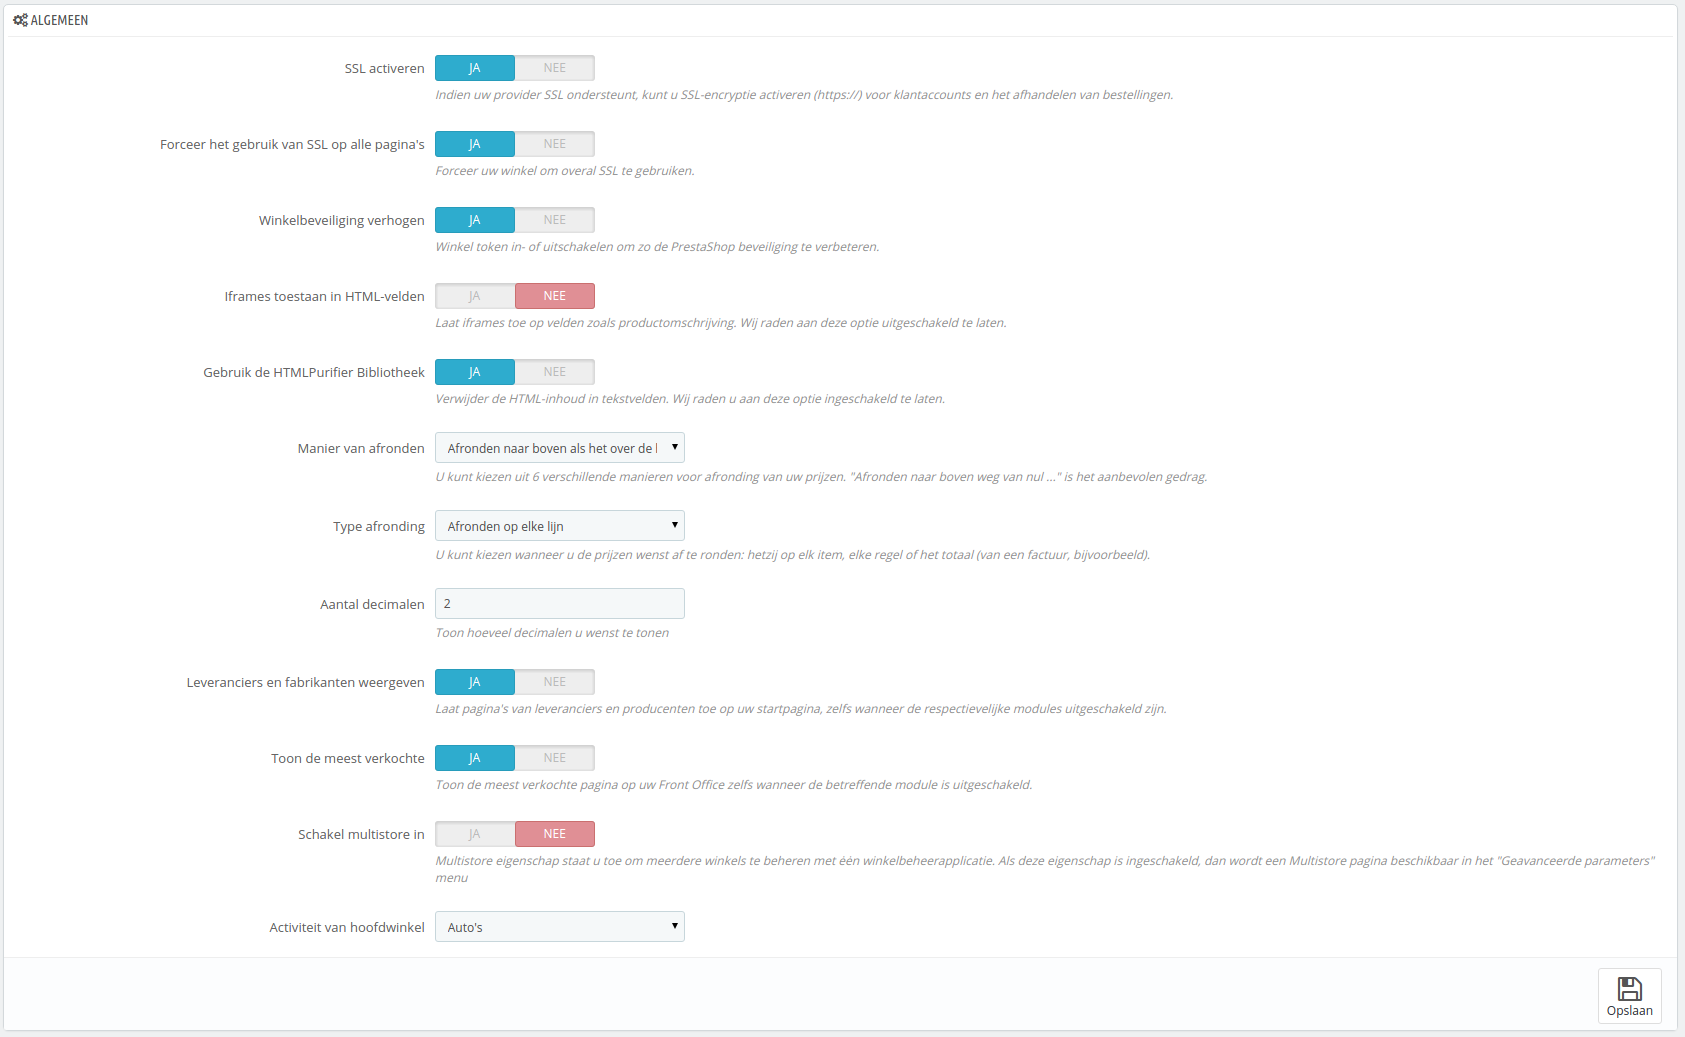 ALGEMEEN
SSL activeren JA NEE
Indien uw provider SSL ondersteunt, kunt u SSL-encryptie activeren (https://) voor klantaccounts en het afhandelen van bestellingen.
Forceer het gebruik van SSL op alle pagina's JA NEE
Forceer uw winkel om overal SSL te gebruiken.
Winkelbeveiliging verhogen JA NEE
Winkel token in- of uitschakelen om zo de PrestaShop beveiliging te verbeteren.
Iframes toestaan in HTML-velden JA NEE
Laat iframes toe op velden zoals productomschrijving. Wij raden aan deze optie uitgeschakeld te laten.
Gebruik de HTMLPurifier Bibliotheek JA NEE
Verwijder de HTML-inhoud in tekstvelden. Wij raden u aan deze optie ingeschakeld te laten.
Manier van afronden Afronden naar boven als het over de
U kunt kiezen uit 6 verschillende manieren voor afronding van uw prijzen. "Afronden naar boven weg van nul ..." is het aanbevolen gedrag.
Type afronding Afronden op elke lijn
U kunt kiezen wanneer u de prijzen wenst af te ronden: hetzij op elk item, elke regel of het totaal (van een factuur, bijvoorbeeld).
Aantal decimalen 2
Toon hoeveel decimalen u wenst te tonen
Leveranciers en fabrikanten weergeven JA NEE
Laat pagina's van leveranciers en producenten toe op uw startpagina, zelfs wanneer de respectievelijke modules uitgeschakeld zijn.
Toon de meest verkochte JA NEE
Toon de meest verkochte pagina op uw Front Office zelfs wanneer de betreffende module is uitgeschakeld.
Schakel multistore in JA NEE
Multistore eigenschap staat u toe om meerdere winkels te beheren met één winkelbeheerapplicatie. Als deze eigenschap is ingeschakeld, dan wordt een Multistore pagina beschikbaar in het "Geavanceerde parameters"
menu
Activiteit van hoofdwinkel Auto's
Opslaan